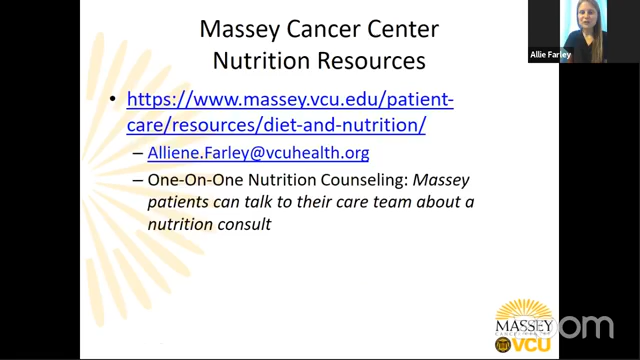 Massey Cancer Center
Nutrition Resources
• https://www.massey.vcu.edu/patient-
care/resources/diet-and-nutrition/
– Alliene.Farley@vcuhealth.org
– One-On-One Nutrition Counseling: Massey
patients can talk to their care team about a
nutrition consult
Allie Farley
MASSEY
zoom
VCU